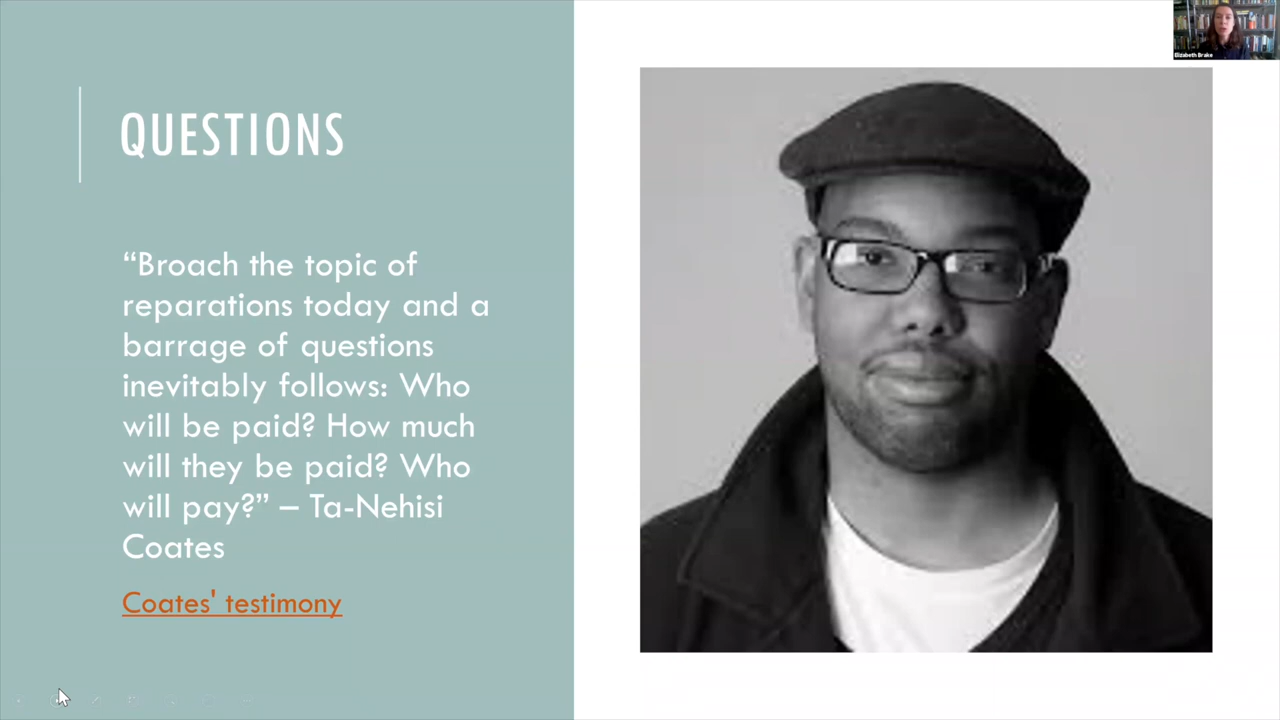 Elizabeth Brake
QUESTIONS
“Broach the topic of
reparations today and a
barrage of questions
inevitably follows: Who
will be paid? How much
will they be paid? Who
will pay?” – Ta-Nehisi
Coates
Coates' testimony